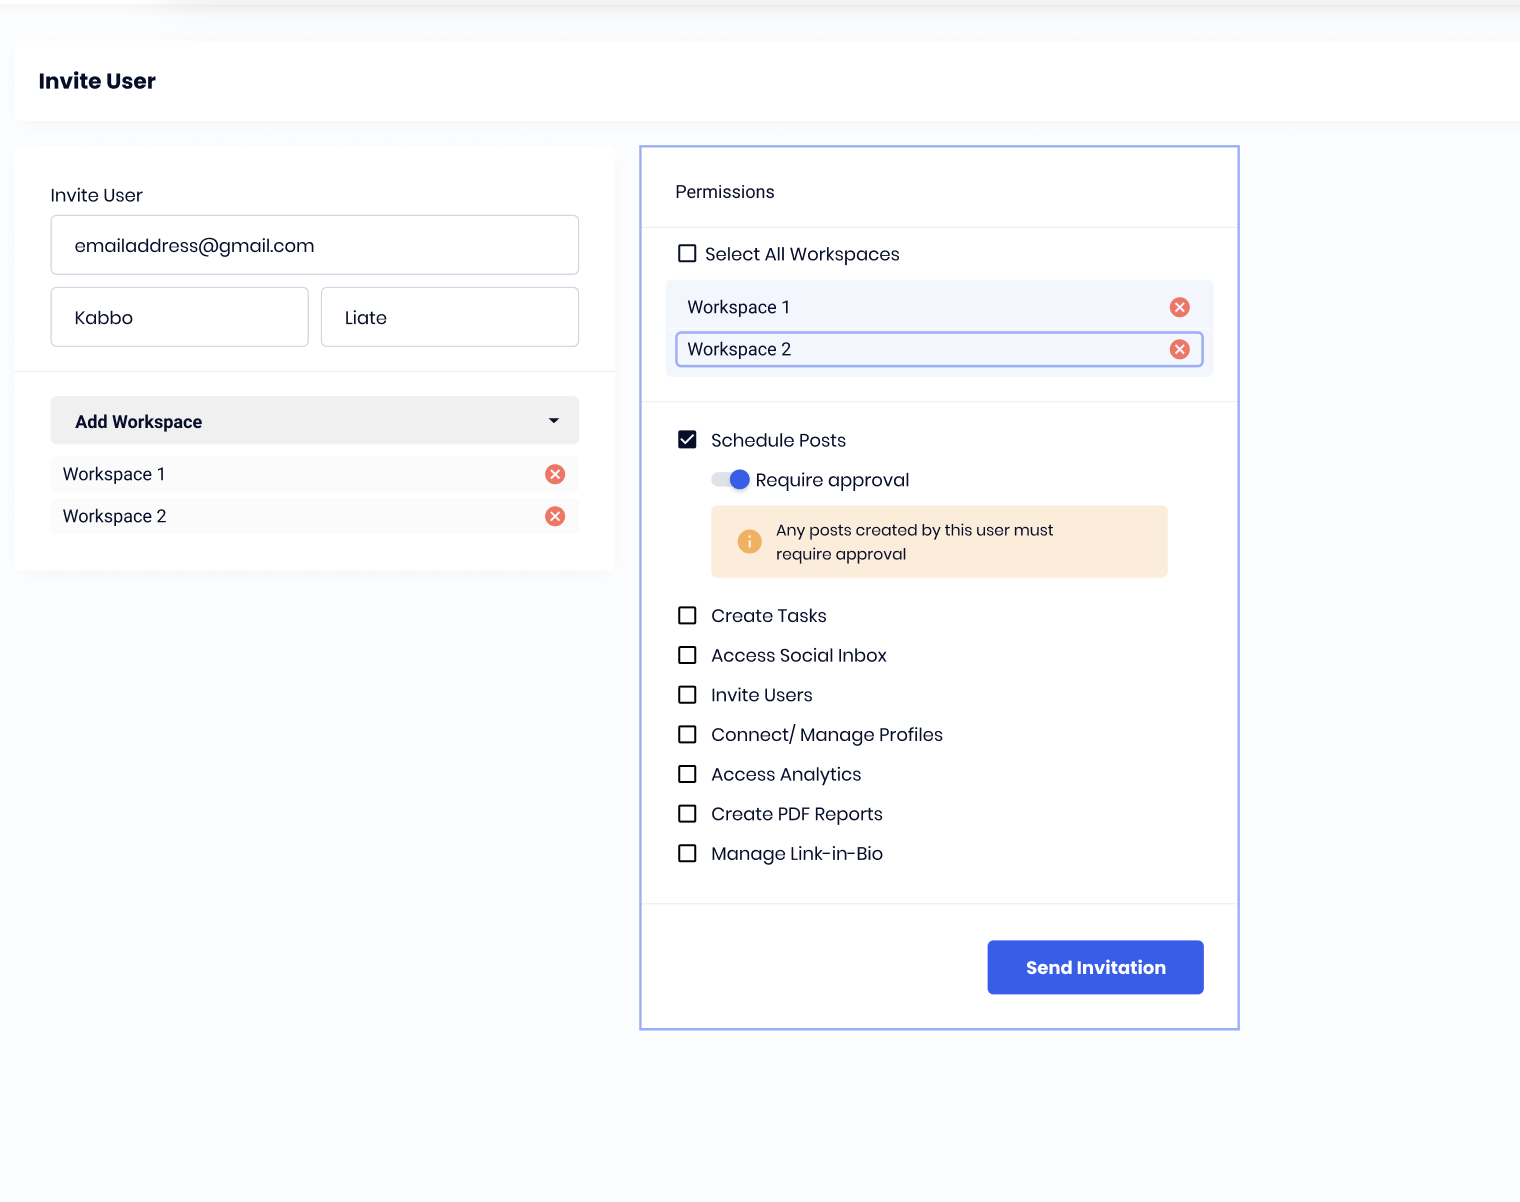 Invite User
Invite User
emailaddress@gmail.com
Kabbo
Liate
Add Workspace
Workspace 1
Workspace 2
Permissions
Select All Workspaces
Workspace 1
Workspace 2
Schedule Posts
Require approval
Any posts created by this user must
require approval
Create Tasks
Access Social Inbox
Invite Users
Connect/ Manage Profiles
Access Analytics
Create PDF Reports
Manage Link-in-Bio
Send Invitation